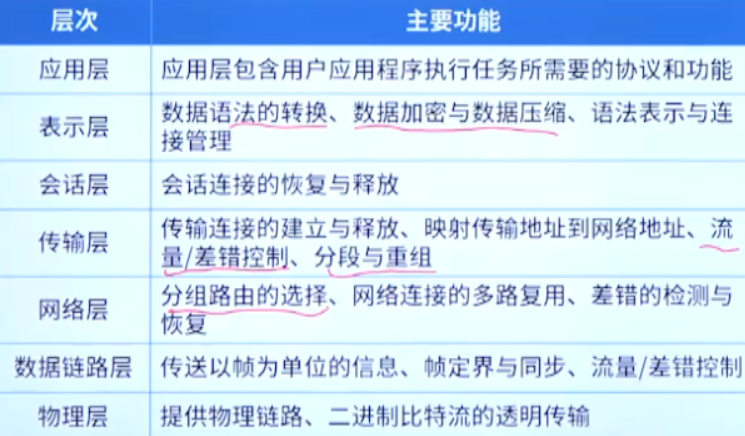 层次 主要功能
应用层 应用层包含用户应用程序执行任务所需要的协议和功能
表示层 数据语法的转换、数据加密与数据压缩、语法表示与连
接管理
会话层 会话连接的恢复与释放
传输层 传输连接的建立与释放、映射传输地址到网络地址、流
量/差错控制、分段与重组
网络层 分组路由的选择、网络连接的多路复用、差错的检测与
恢复
数据链路层 传送以帧为单位的信息、帧定界与同步、流量/差错控制
物理层 提供物理链路、二进制比特流的透明传输